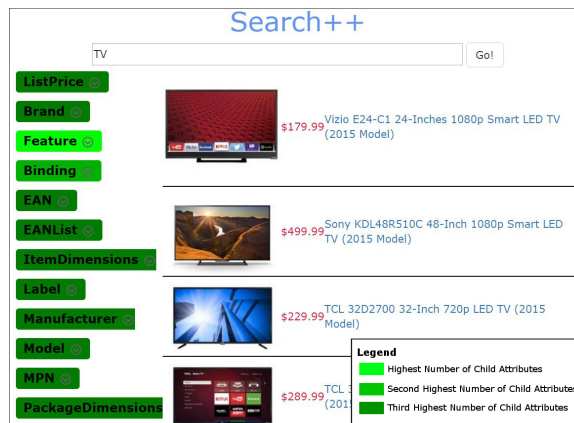 Search++
TV
Go!
ListPrice
Brand
Feature
Binding
EAN
EANList
ItemDimensions
Label
Manufacturer
Model
MPN
PackageDimensions
$179.99
Vizio E24-C1 24-Inches 1080p Smart LED TV
(2015 Model)
$499.99
Sony KDL48R510C 48-Inch 1080p Smart LED
TV (2015 Model)
$229.99
TCL 32D2700 32-Inch 720p LED TV (2015
Model)
$289.99
TCL
Legend
Highest Number of Child Attributes
Second Highest Number of Child Attributes
Third Highest Number of Child Attributes